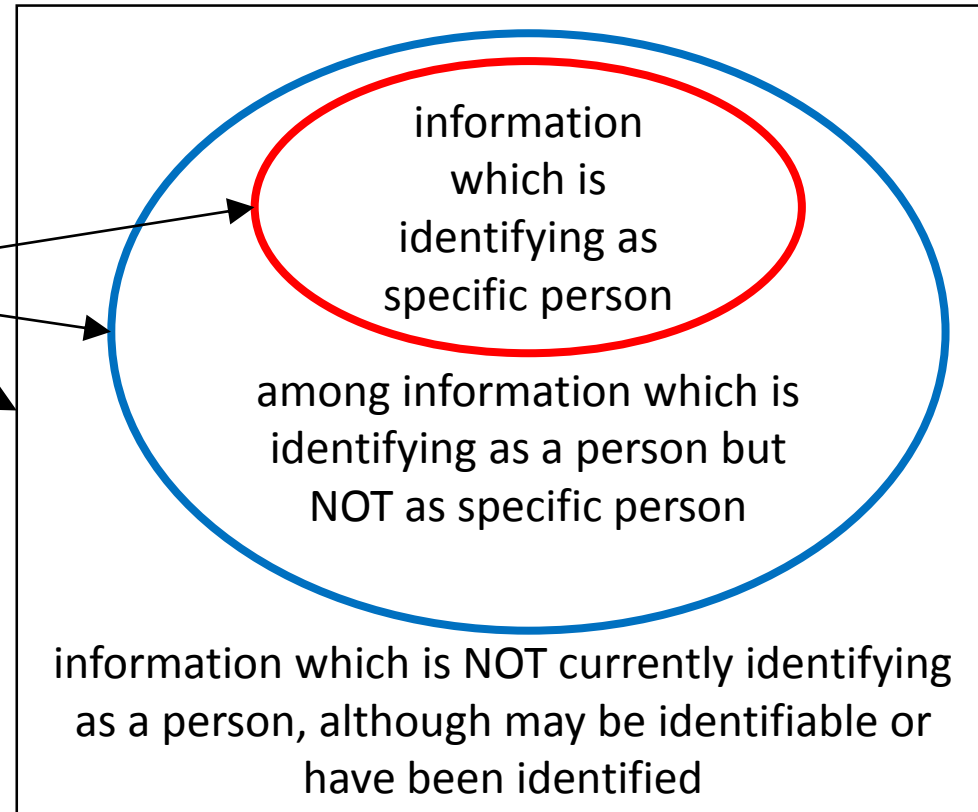 information
which is
identifying as
specific person
among information which is
identifying as a person but
NOT as specific person
information which is NOT currently identifying
as a person, although may be identifiable or
have been identified